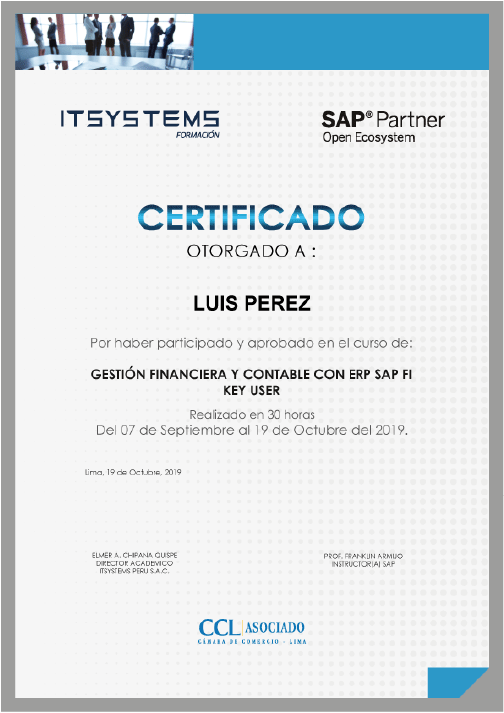 ITSYSTEMS
FORMACIÓN
SAP® Partner
Open Ecosystem
CERTIFICADO
OTORGADO A :
LUIS PEREZ
Por haber participado y aprobado en el curso de:
GESTIÓN FINANCIERA Y CONTABLE CON ERP SAP FI
KEY USER
Realizado en 30 horas
Del 07 de Septiembre al 19 de Octubre del 2019.
Lima, 19 de Octubre, 2019
ELMER A. CHIPANA QUISPE
DIRECTOR ACADEMICO
ITSYSTEMS PERU S.A.C.
PROF. FRANKLIN ARMIJO
INSTRUCTOR(A) SAP
CCL ASOCIADO
CÁMARA DE COMERCIO - LIMA